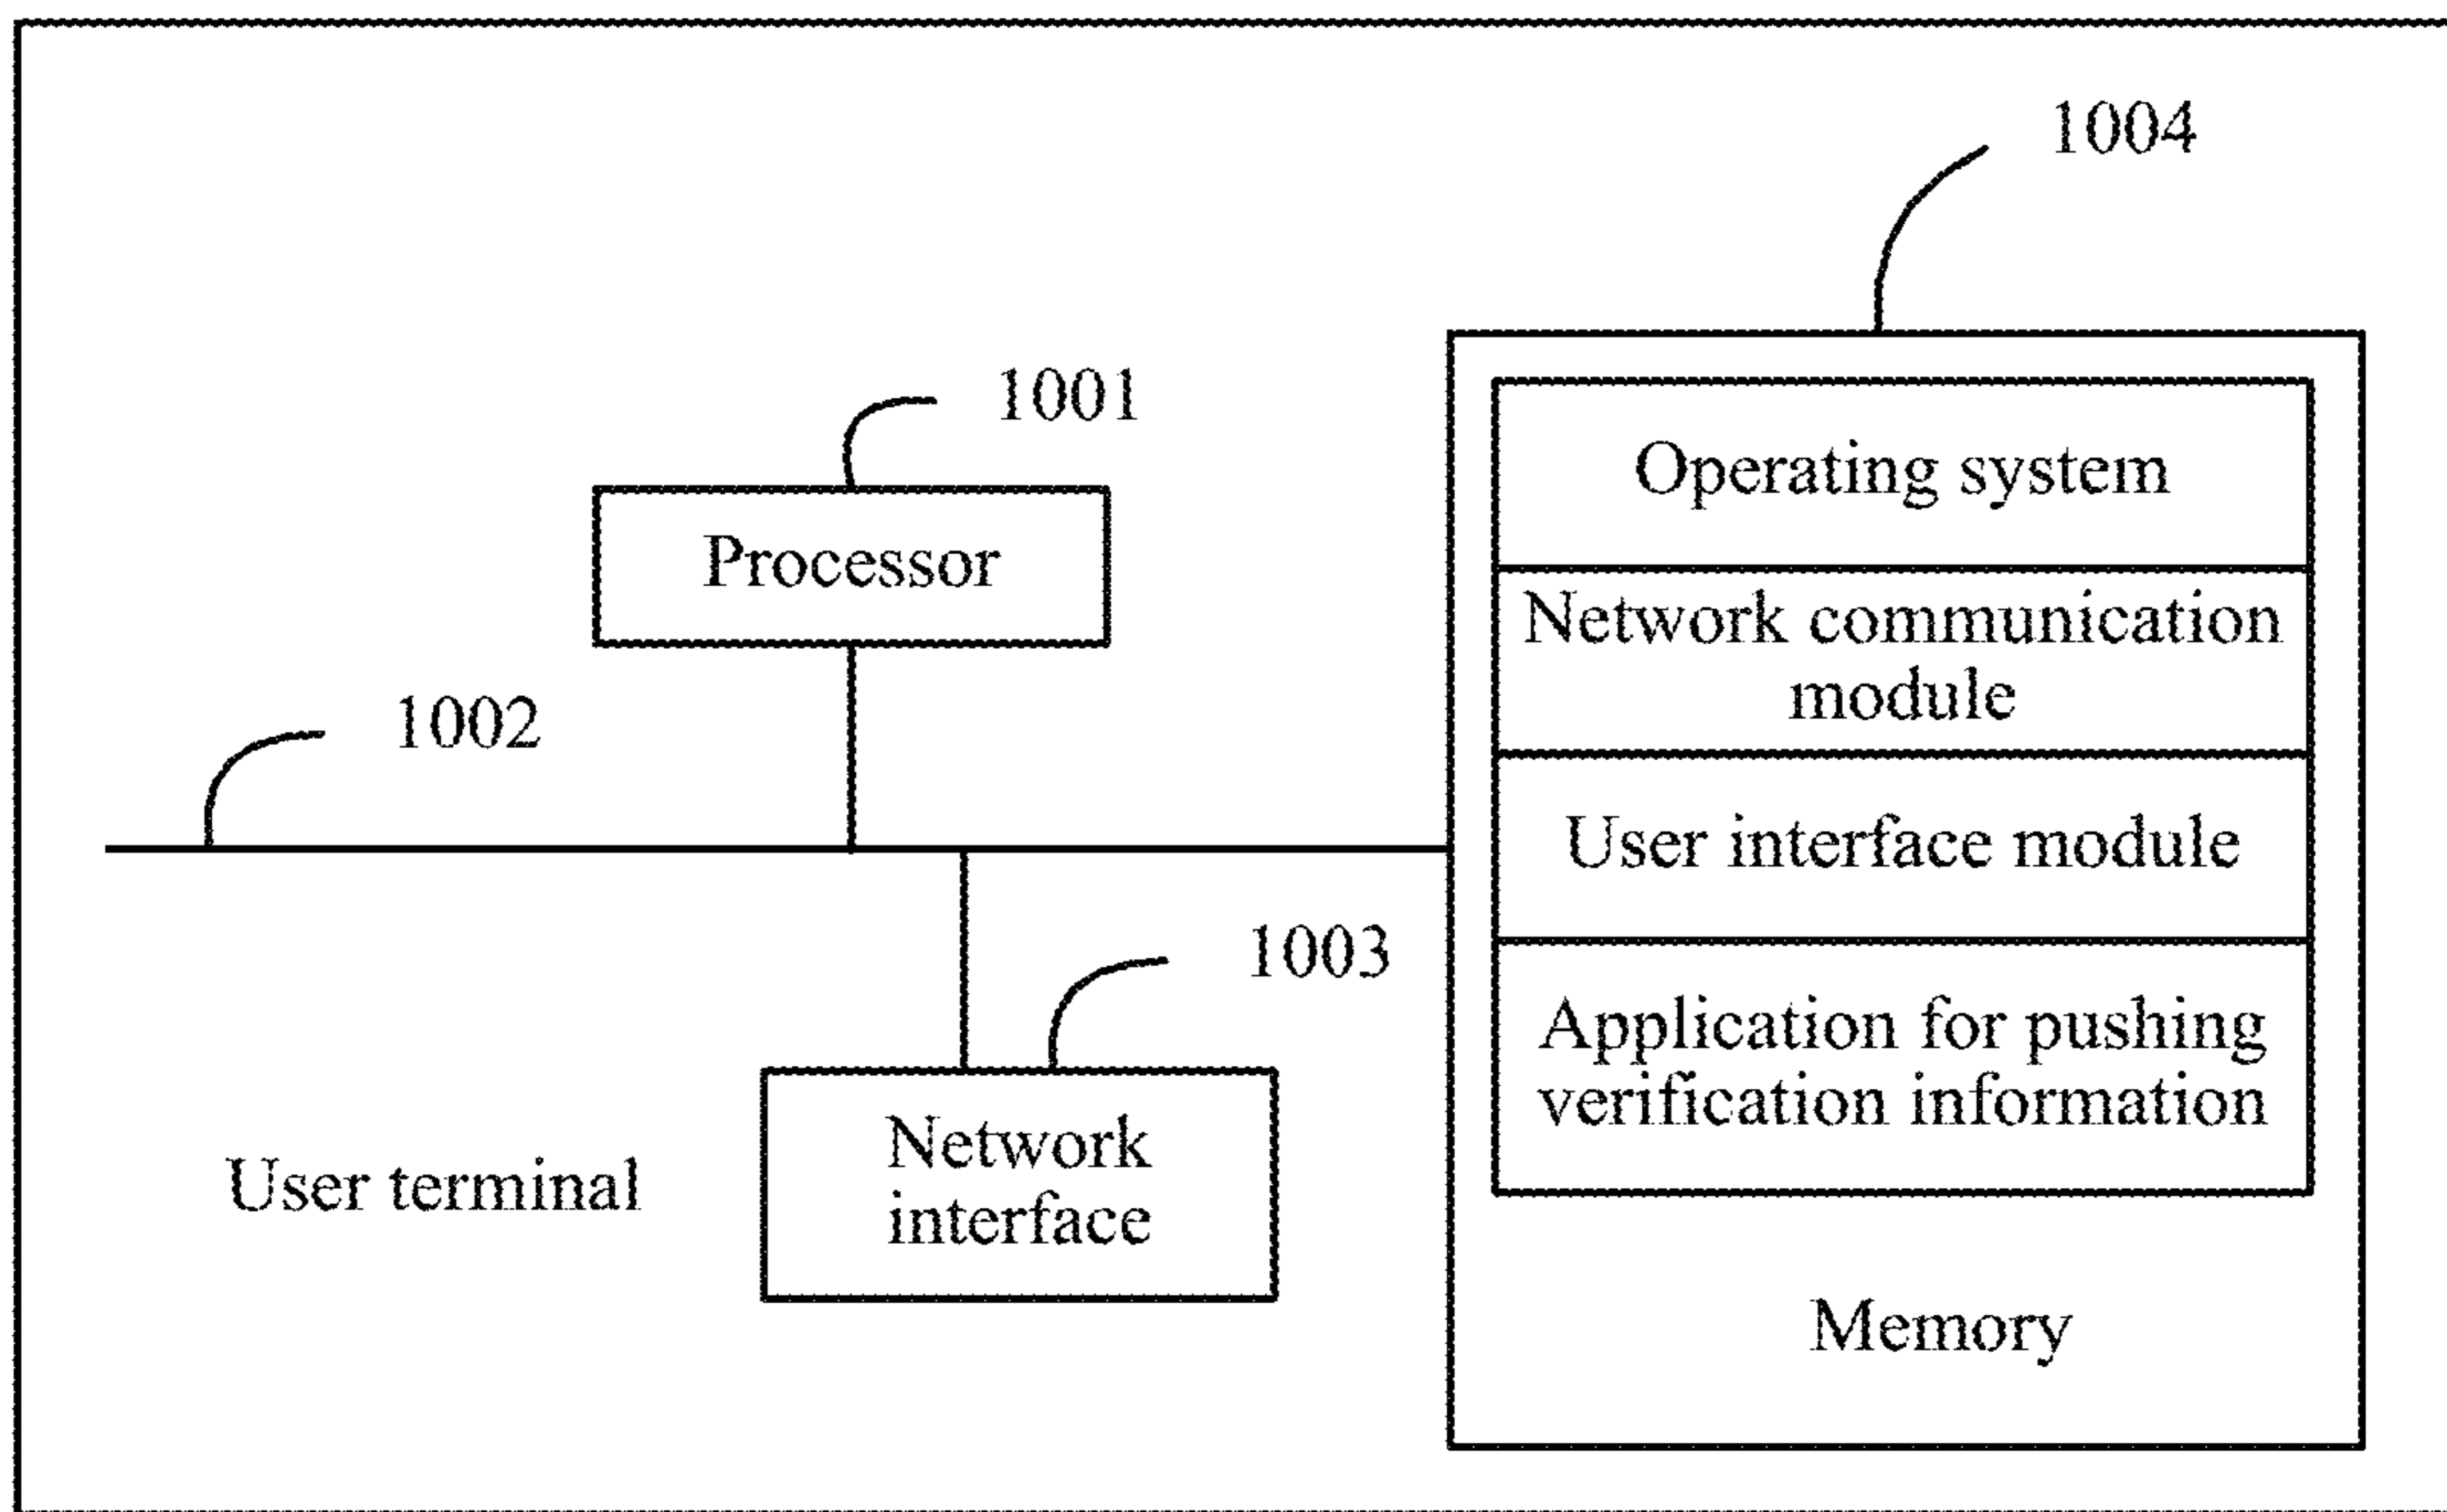 1004
1001
Operating system
Processor
Network communication
module
1002
User interface module
1003
Application for pushing
verification information
Network
interface
User terminal
Memory